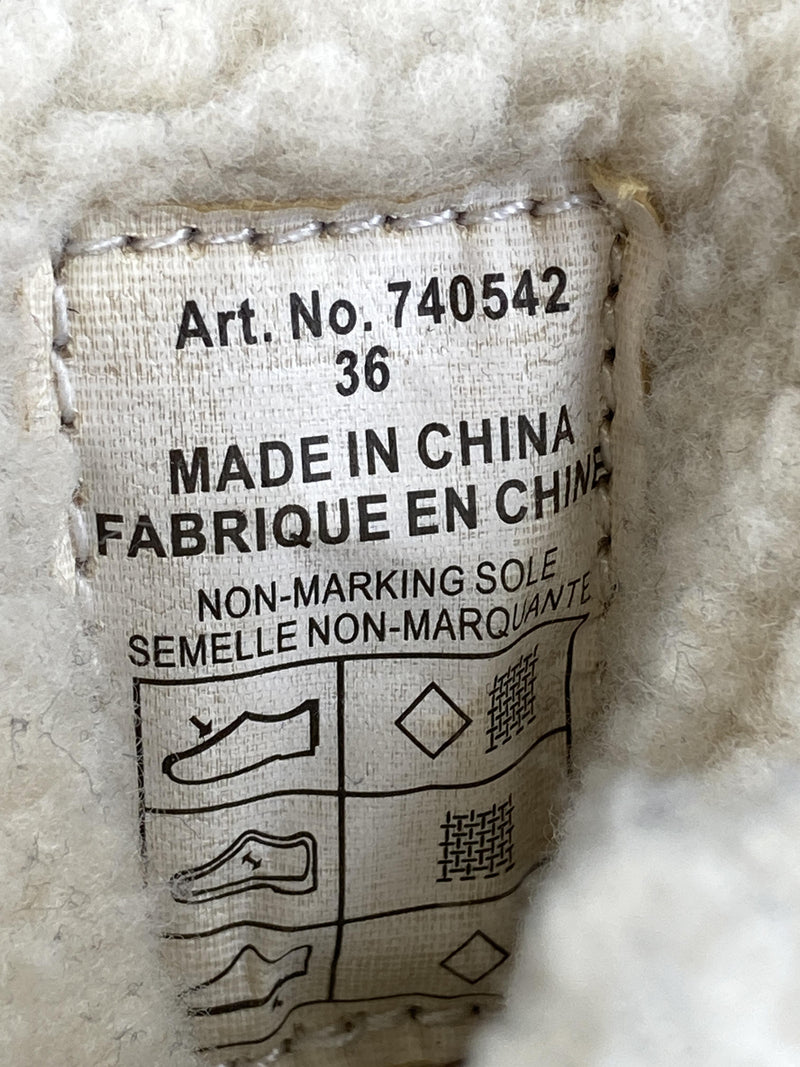 Art. No. 740542
36
MADE IN CHINA
FABRIQUE EN CHINE
NON-MARKING SOLE
SEMELLE NON-MARQUANTE